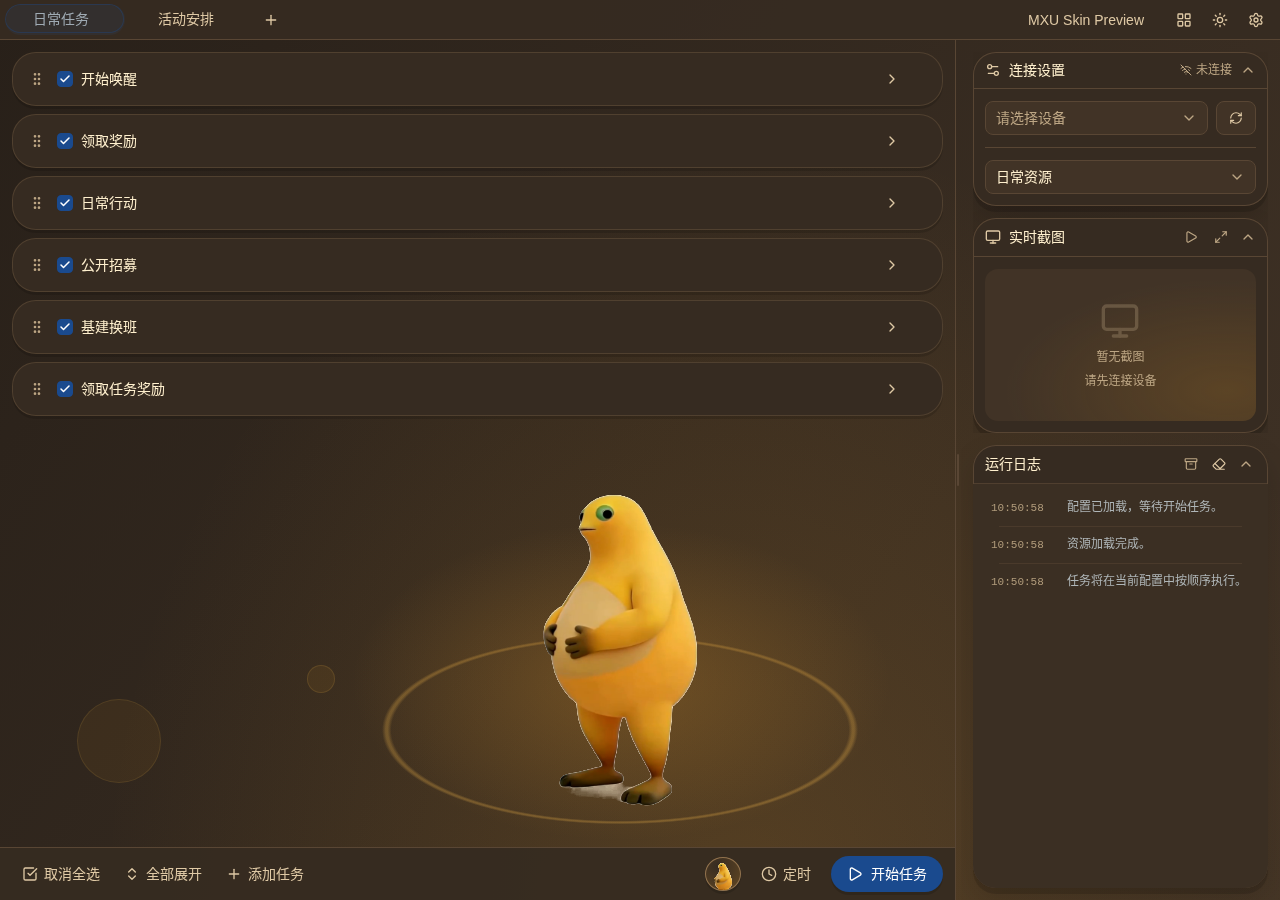 日常任务 活动安排 MXU Skin Preview
开始唤醒
领取奖励
日常行动
公开招募
基建换班
领取任务奖励
连接设置 未连接
请选择设备
日常资源
实时截图
暂无截图
请先连接设备
运行日志
10:50:58 配置已加载，等待开始任务。
10:50:58 资源加载完成。
10:50:58 任务将在当前配置中按顺序执行。
取消全选 全部展开 添加任务 定时 开始任务